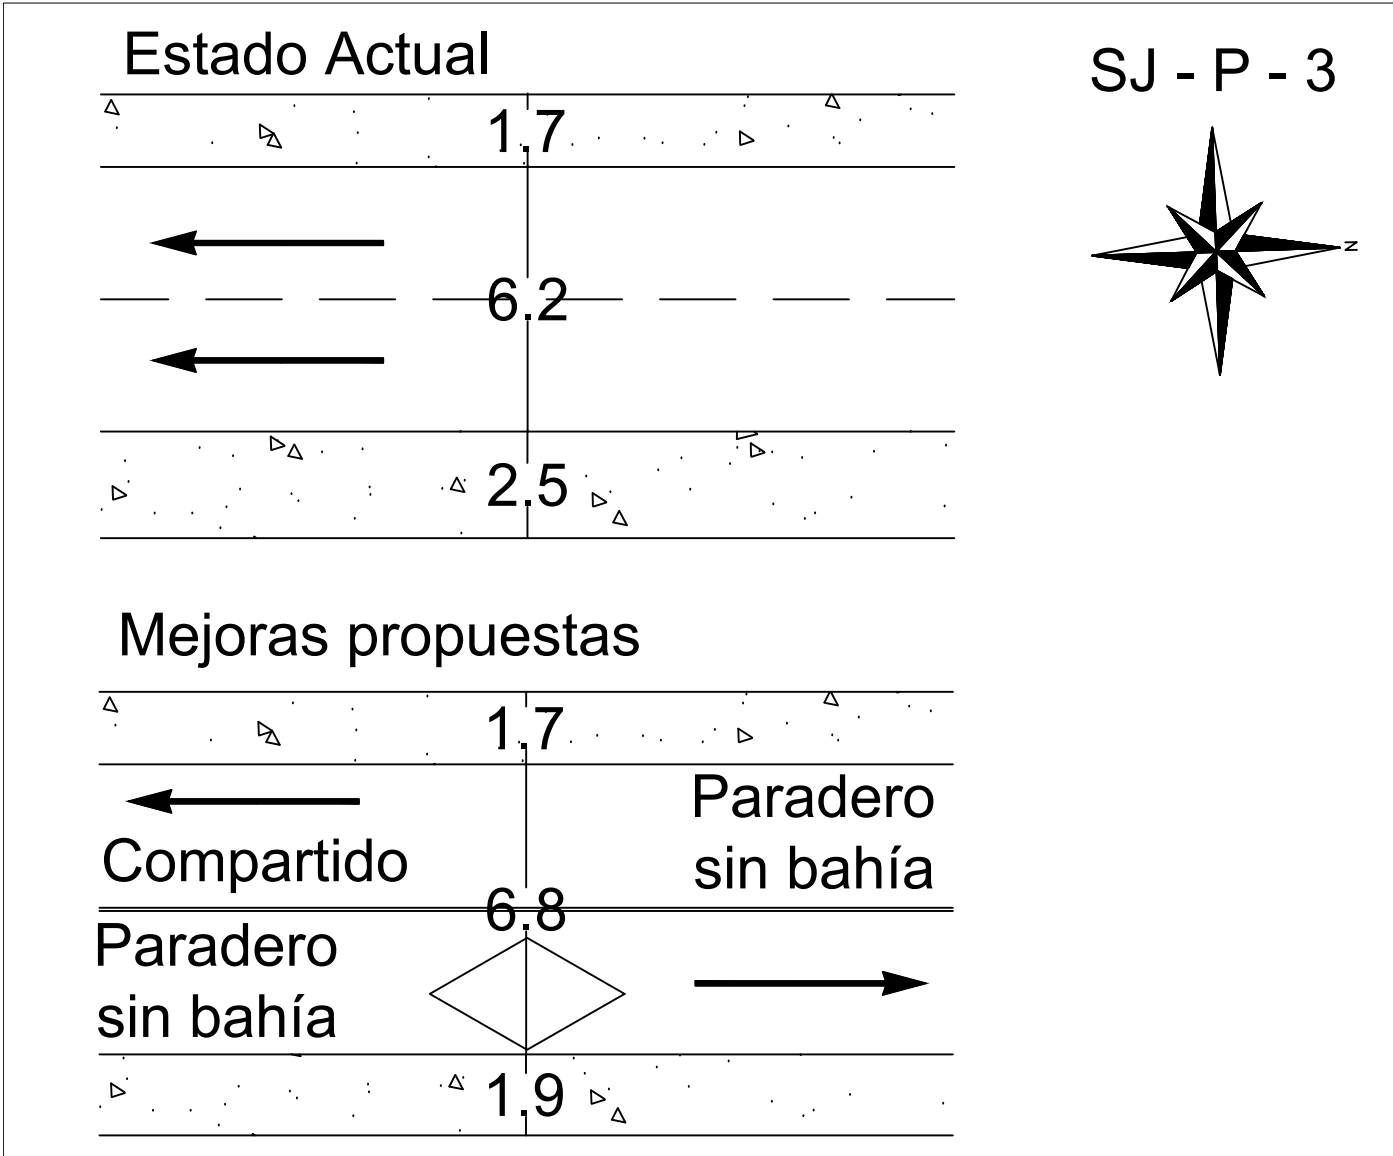 Estado Actual
SJ - P - 3
1.7
N
6.2
2.5
Mejoras propuestas
1.7
Paradero
sin bahía
Compartido
6.8
Paradero
sin bahía
1.9